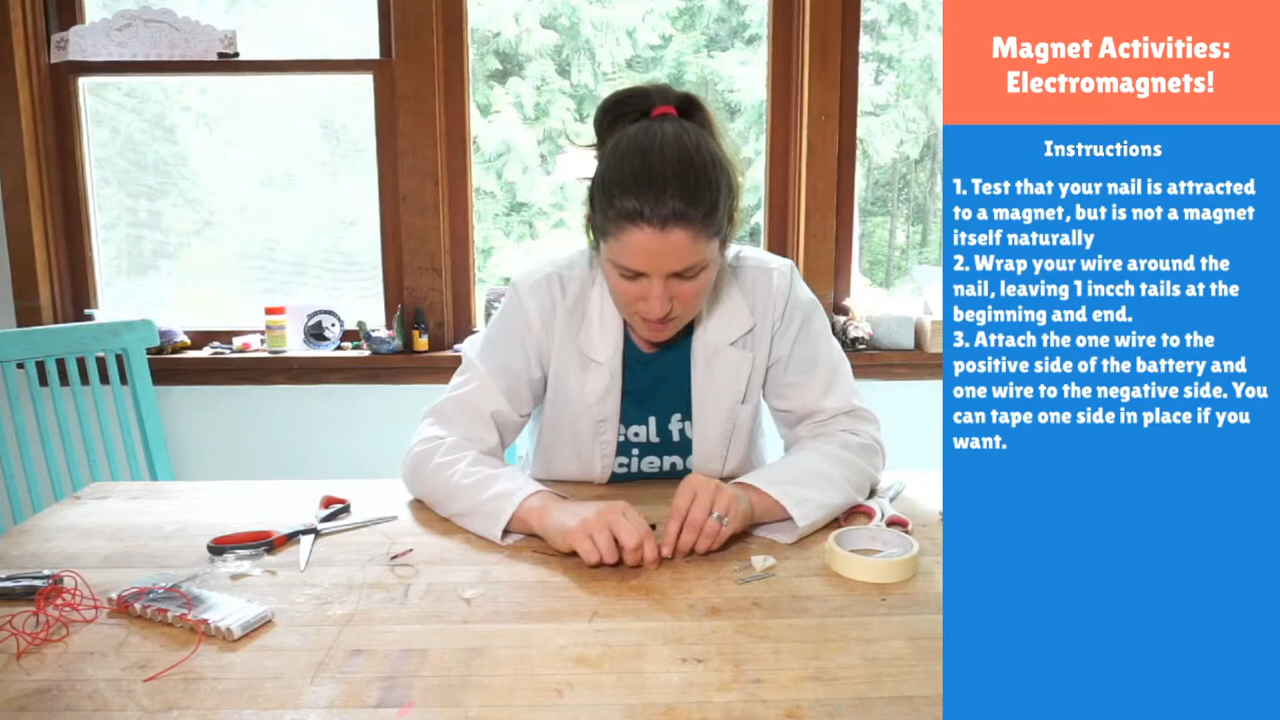 Magnet Activities:
Electromagnets!
Instructions
1. Test that your nail is attracted
to a magnet, but is not a magnet
itself naturally
2. Wrap your wire around the
nail, leaving 1 incch tails at the
beginning and end.
3. Attach the one wire to the
positive side of the battery and
one wire to the negative side. You
can tape one side in place if you
want.
eal fu
cienc